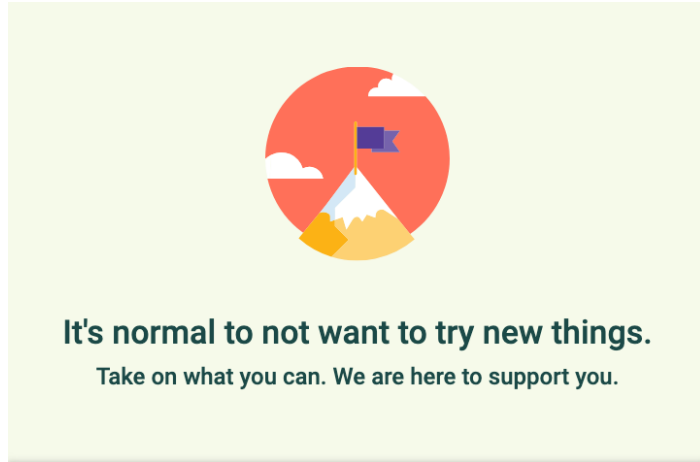 It's normal to not want to try new things.
Take on what you can. We are here to support you.